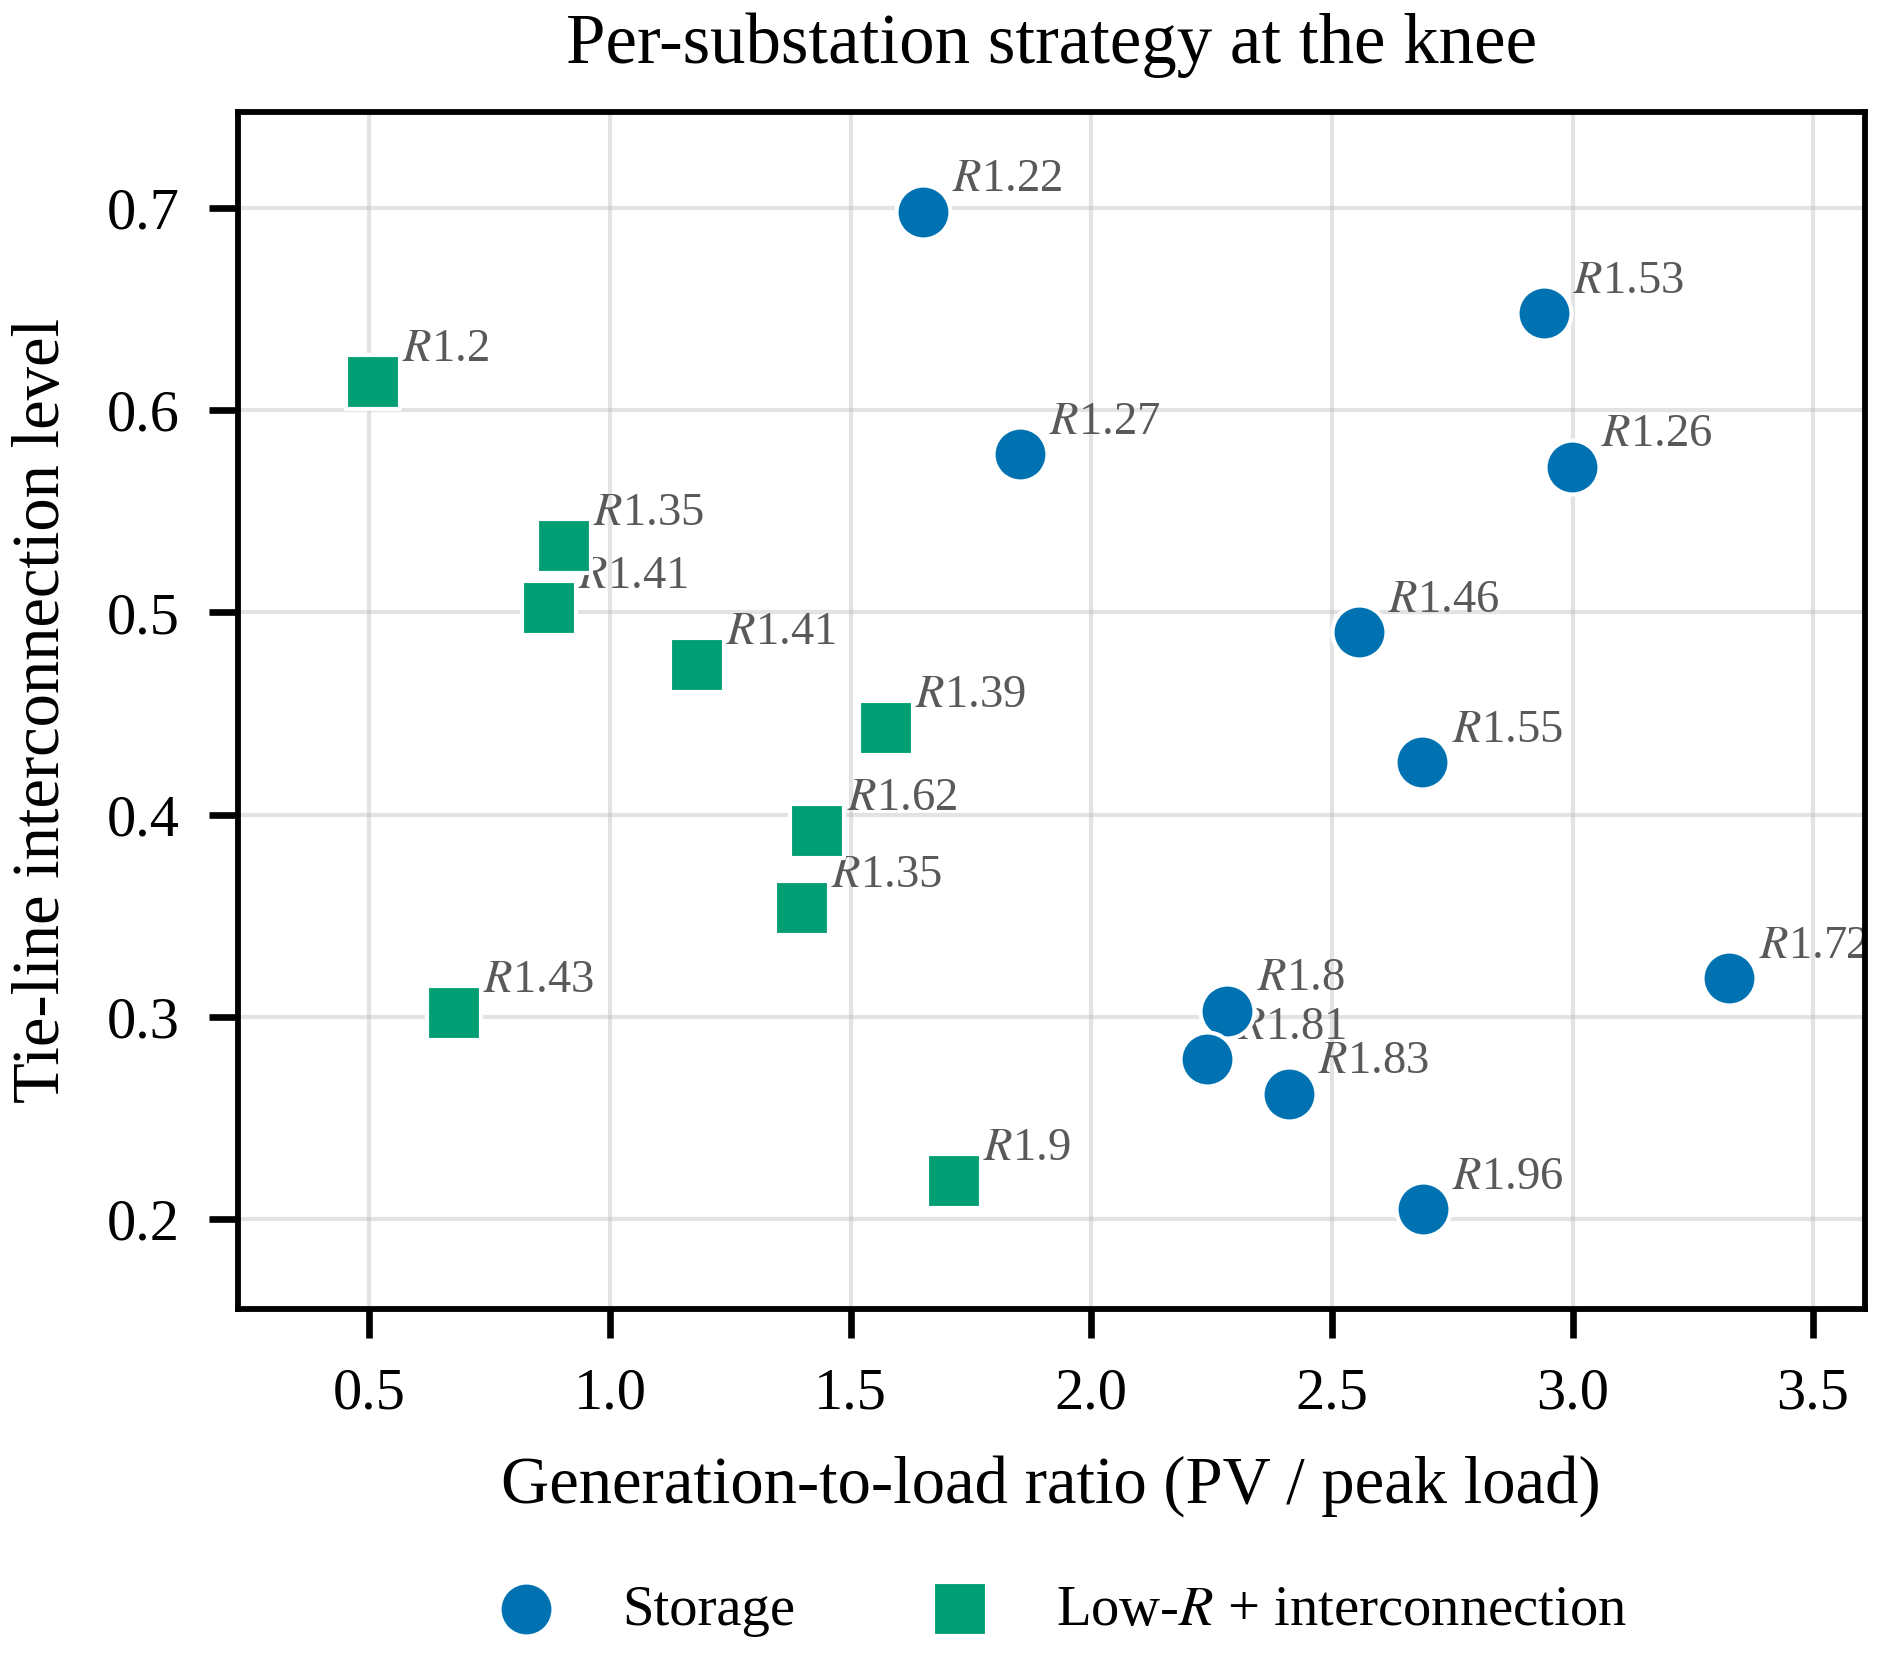 Per-substation strategy at the knee
Tie-line interconnection level
0.7
0.6
0.5
0.4
0.3
0.2
R1.22
R1.53
R1.2
R1.27
R1.26
R1.35
R1.41
R1.46
R1.41
R1.39
R1.55
R1.62
R1.35
R1.72
R1.43
R1.8
R1.81
R1.83
R1.9
R1.96
0.5 1.0 1.5 2.0 2.5 3.0 3.5
Generation-to-load ratio (PV / peak load)
Storage
Low-R + interconnection